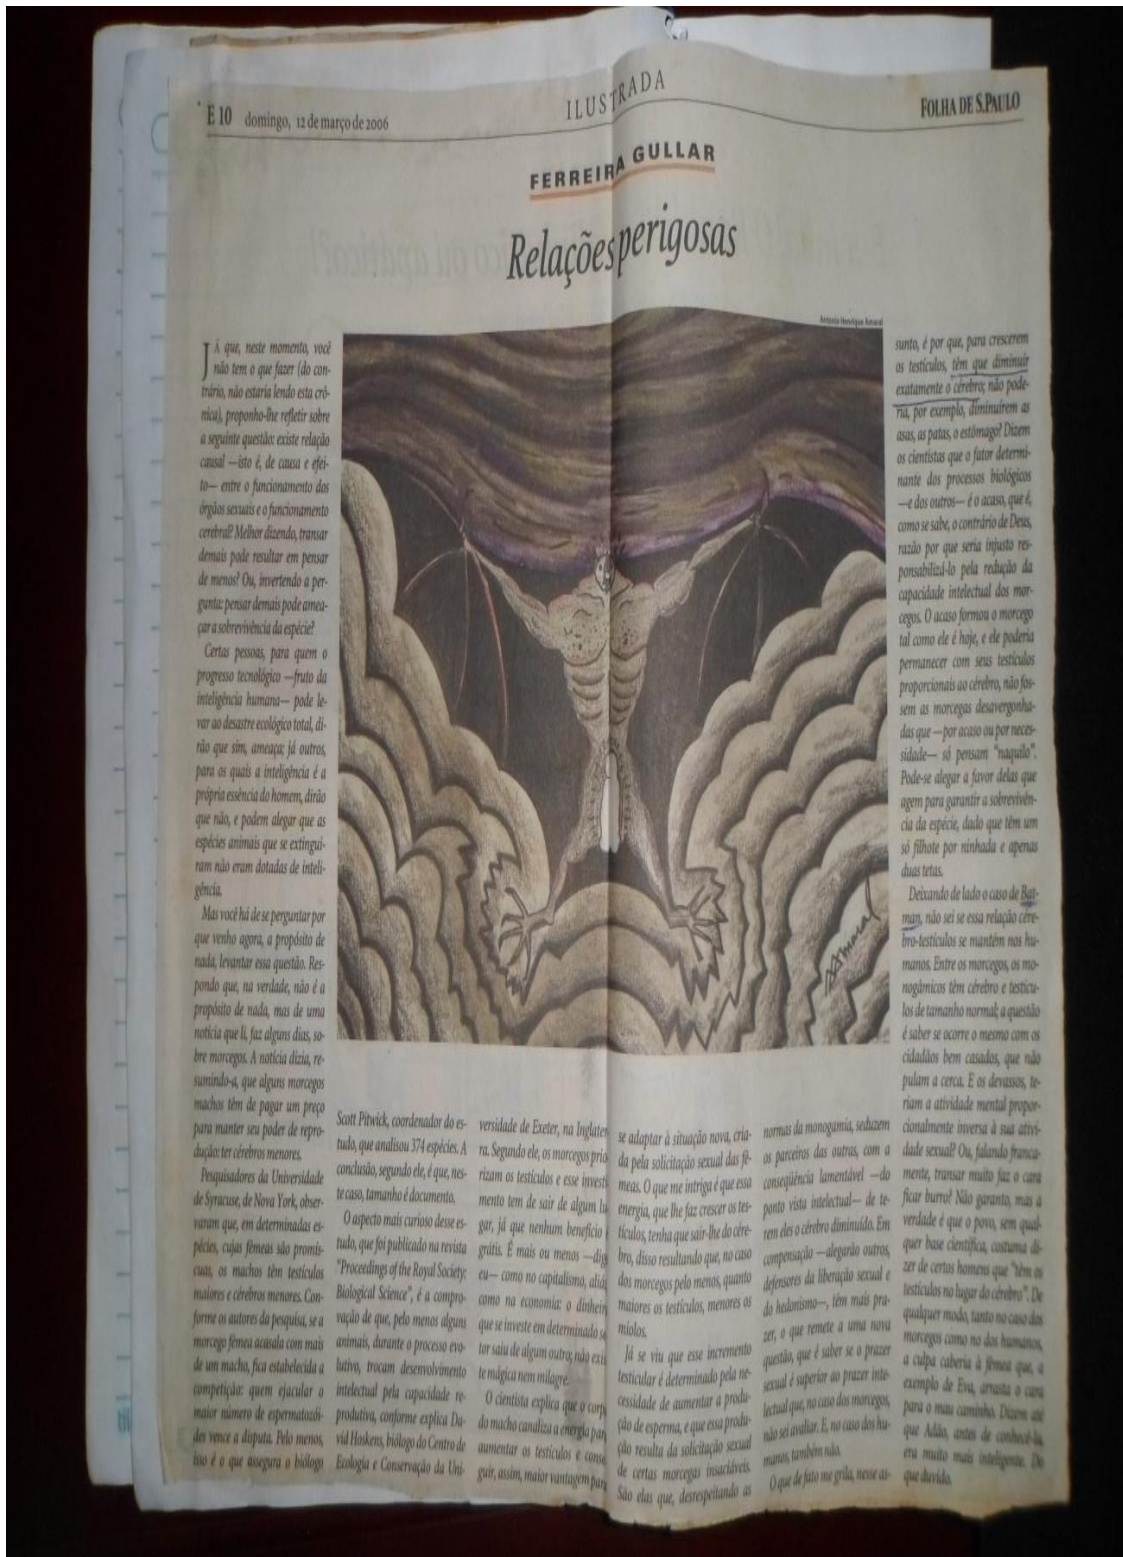 E 10 domingo, 12 de março de 2006
ILUSTRADA
FOLHA DE S.PAULO
FERREIRA GULLAR
Relações perigosas
Antonio Henrique Amaral
JÁ que, neste momento, você
não tem o que fazer (do con-
trário, não estaria lendo esta crô-
nica), proponho-lhe refletir sobre
a seguinte questão: existe relação
causal —isto é, de causa e efei-
to— entre o funcionamento dos
órgãos sexuais e o funcionamento
cerebral? Melhor dizendo, transar
demais pode resultar em pensar
de menos? Ou, invertendo a per-
gunta: pensar demais pode amea-
çar a sobrevivência da espécie?
Certas pessoas, para quem o
progresso tecnológico —fruto da
inteligência humana— pode le-
var ao desastre ecológico total, di-
rão que sim, ameaça; já outros,
para os quais a inteligência é a
própria essência do homem, dirão
que não, e podem alegar que as
espécies animais que se extingui-
ram não eram dotadas de inteli-
gência.
Mas você há de se perguntar por
que venho agora, a propósito de
nada, levantar essa questão. Res-
pondo que, na verdade, não é a
propósito de nada, mas de uma
notícia que li, faz alguns dias, so-
bre morcegos. A notícia dizia, re-
sumindo-a, que alguns morcegos
machos têm de pagar um preço
para manter seu poder de repro-
dução: ter cérebros menores.
Pesquisadores da Universidade
de Syracuse, de Nova York, obser-
varam que, em determinadas es-
pécies, cujas fêmeas são promís-
cuas, os machos têm testículos
maiores e cérebros menores. Con-
forme os autores da pesquisa, se a
morcego fêmea acasala com mais
de um macho, fica estabelecida a
competição: quem ejacular o
maior número de espermatozói-
des vence a disputa. Pelo menos,
isso é o que assegura o biólogo
Scott Pitwick, coordenador do es-
tudo, que analisou 374 espécies. A
conclusão, segundo ele, é que, nes-
te caso, tamanho é documento.
O aspecto mais curioso desse es-
tudo, que foi publicado na revista
"Proceedings of the Royal Society:
Biological Science", é a compro-
vação de que, pelo menos alguns
animais, durante o processo evo-
lutivo, trocam desenvolvimento
intelectual pela capacidade re-
produtiva, conforme explica Da-
vid Hoskens, biólogo do Centro de
Ecologia e Conservação da Uni-
versidade de Exeter, na Inglater
ra. Segundo ele, os morcegos prio
rizam os testículos e esse investi
mento tem de sair de algum lu
gar, já que nenhum benefício é
grátis. É mais ou menos —dig
eu— como no capitalismo, aliá
como na economia: o dinheir
que se investe em determinado se
tor saiu de algum outro; não exis
te mágica nem milagre.
O cientista explica que o corp
do macho canaliza a energia par
aumentar os testículos e conse
guir, assim, maior vantagem par
se adaptar à situação nova, cria-
da pela solicitação sexual das fê-
meas. O que me intriga é que essa
energia, que lhe faz crescer os tes-
tículos, tenha que sair-lhe do cére-
bro, disso resultando que, no caso
dos morcegos pelo menos, quanto
maiores os testículos, menores os
miolos.
Já se viu que esse incremento
testicular é determinado pela ne-
cessidade de aumentar a produ-
ção de esperma, e que essa produ-
ção resulta da solicitação sexual
de certas morcegas insaciáveis.
São elas que, desrespeitando as
normas da monogamia, seduzem
os parceiros das outras, com a
conseqüência lamentável —do
ponto vista intelectual— de te-
rem eles o cérebro diminuído. Em
compensação —alegarão outros,
defensores da liberação sexual e
do hedonismo—, têm mais pra-
zer, o que remete a uma nova
questão, que é saber se o prazer
sexual é superior ao prazer inte-
lectual que, no caso dos morcegos,
não sei avaliar. E, no caso dos hu-
manos, também não.
O que de fato me grila, nesse as-
sunto, é por que, para crescerem
os testículos, têm que diminuir
exatamente o cérebro; não pode-
ria, por exemplo, diminuírem as
asas, as patas, o estômago? Dizem
os cientistas que o fator determi-
nante dos processos biológicos
—e dos outros— é o acaso, que é,
como se sabe, o contrário de Deus,
razão por que seria injusto res-
ponsabilizá-lo pela redução da
capacidade intelectual dos mor-
cegos. O acaso formou o morcego
tal como ele é hoje, e ele poderia
permanecer com seus testículos
proporcionais ao cérebro, não fos-
sem as morcegas desavergonha-
das que —por acaso ou por neces-
sidade— só pensam "naquilo".
Pode-se alegar a favor delas que
agem para garantir a sobrevivên-
cia da espécie, dado que têm um
só filhote por ninhada e apenas
duas tetas.
Deixando de lado o caso de Bat-
man, não sei se essa relação cére-
bro-testículos se mantém nos hu-
manos. Entre os morcegos, os mo-
nogâmicos têm cérebro e testícu-
los de tamanho normal; a questão
é saber se ocorre o mesmo com os
cidadãos bem casados, que não
pulam a cerca. E os devassos, te-
riam a atividade mental propor-
cionalmente inversa à sua ativi-
dade sexual? Ou, falando franca-
mente, transar muito faz o cara
ficar burro? Não garanto, mas a
verdade é que o povo, sem qual-
quer base científica, costuma di-
zer de certos homens que "têm os
testículos no lugar do cérebro". De
qualquer modo, tanto no caso dos
morcegos como no dos humanos,
a culpa caberia à fêmea que, a
exemplo de Eva, arrasta o cara
para o mau caminho. Dizem até
que Adão, antes de conhecê-la,
era muito mais inteligente. Do
que duvido.